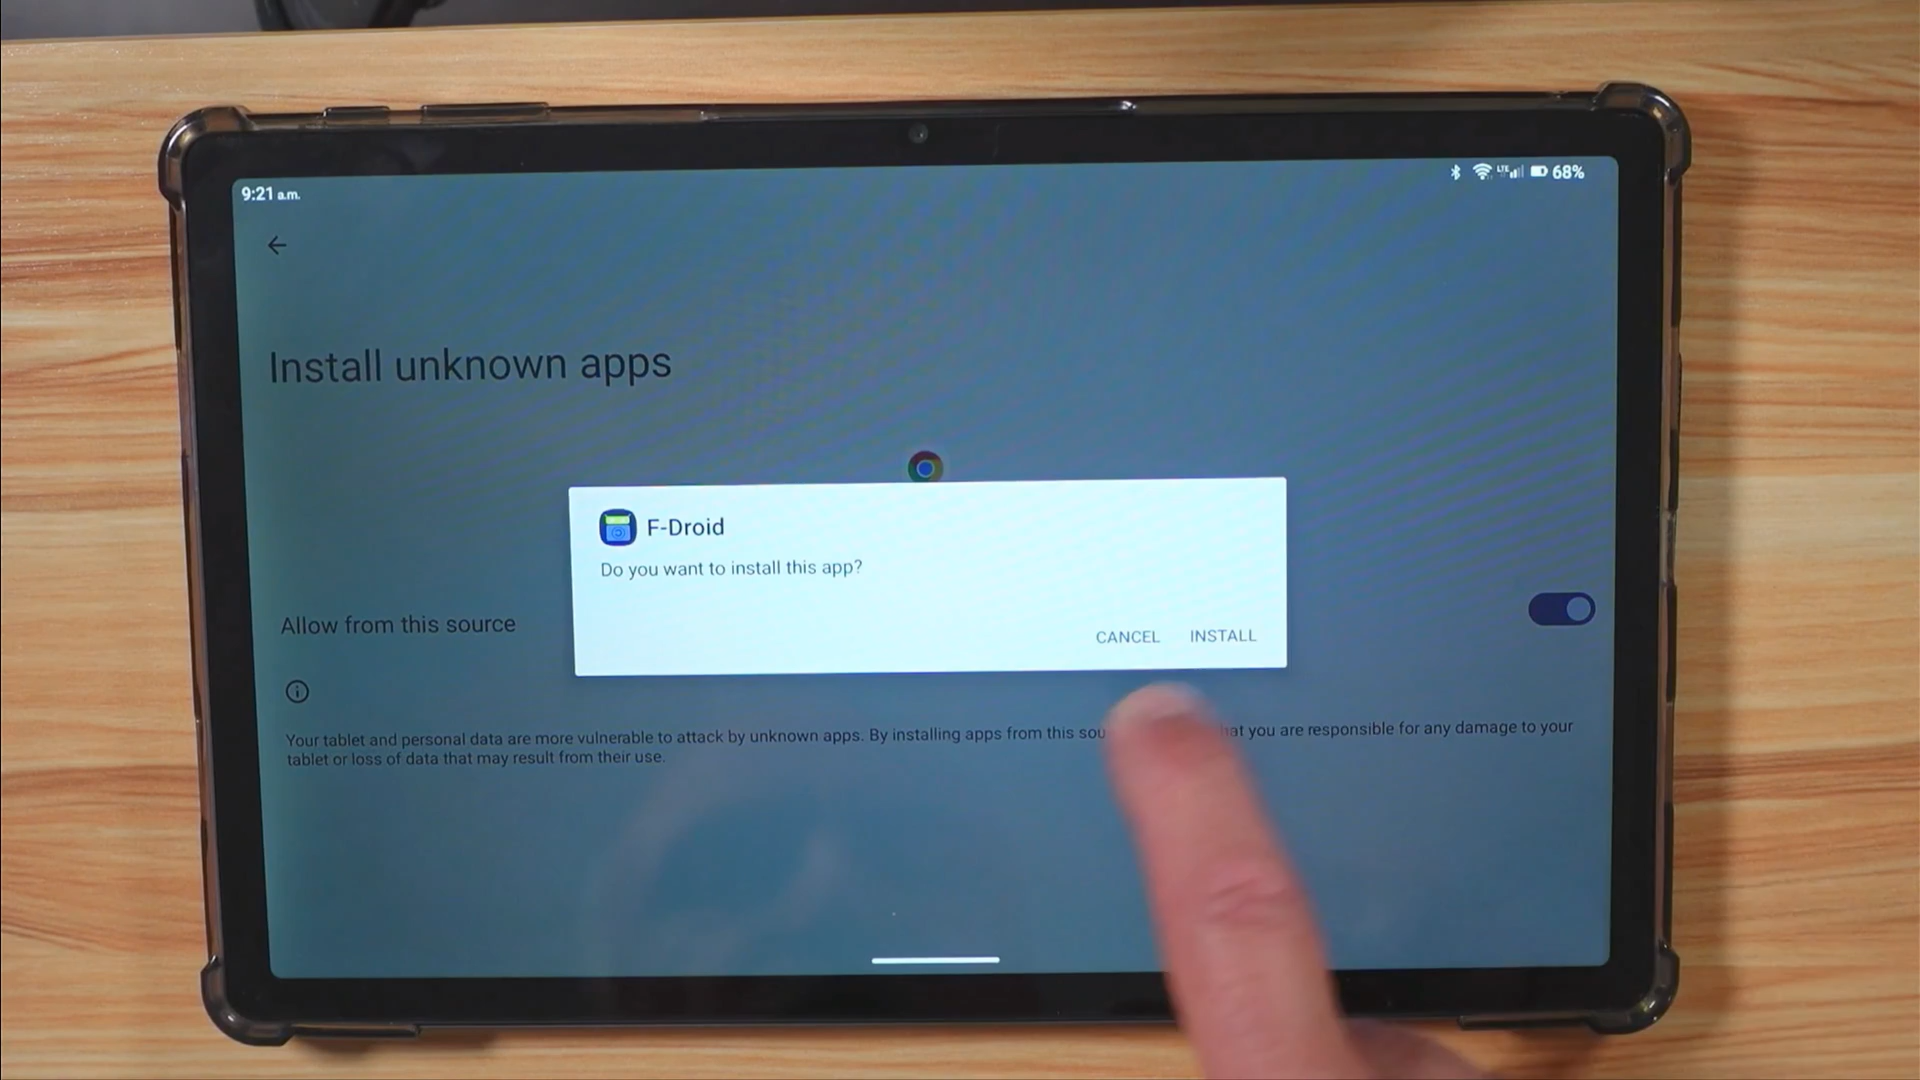 9:21 a.m.
LTE 68%
Install unknown apps
F-Droid
Do you want to install this app?
CANCEL INSTALL
Allow from this source
Your tablet and personal data are more vulnerable to attack by unknown apps. By installing apps from this that you are responsible for any damage to your
tablet or loss of data that may result from their use.